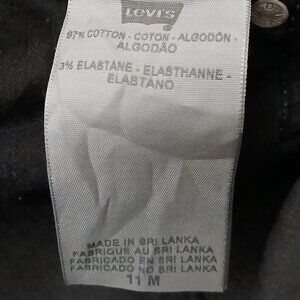 Levi's
97% COTTON - COTON - ALGODÓN -
ALGODÃO
3% ELASTANE - ELASTHANNE -
ELASTANO
MADE IN SRI LANKA
FABRIQUE AU SRI LANKA
FABRICADO EN SRI LANKA
FABRICADO NO SRI LANKA
11 M